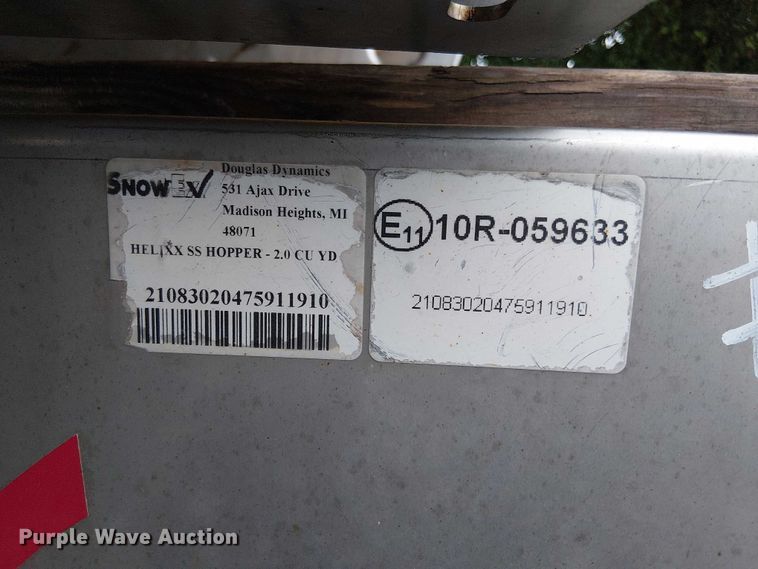 SNOWEX
Douglas Dynamics
531 Ajax Drive
Madison Heights, MI
48071
HELIXX SS HOPPER - 2.0 CU YD
21083020475911910
E11 10R-059633
21083020475911910
Purple Wave Auction®